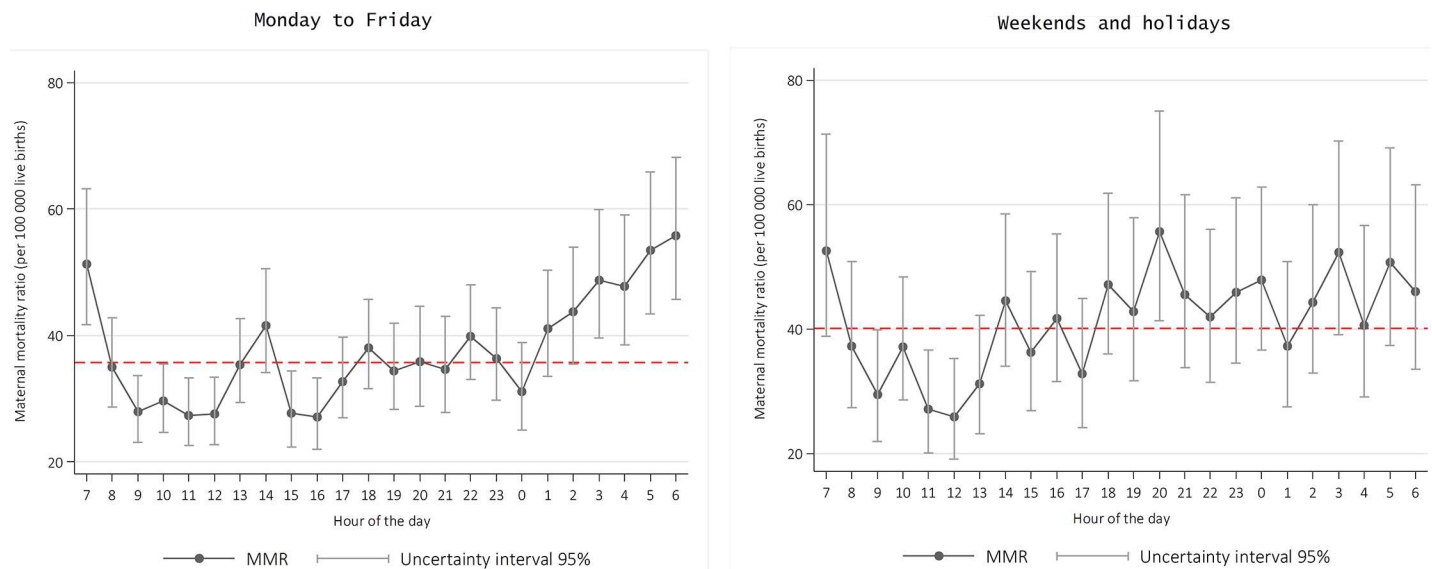 Monday to Friday
Maternal mortality ratio (per 100 000 live births)
80
60
40
20
7 8 9 10 11 12 13 14 15 16 17 18 19 20 21 22 23 0 1 2 3 4 5 6
Hour of the day
MMR Uncertainty interval 95%
Weekends and holidays
Maternal mortality ratio (per 100 000 live births)
80
60
40
20
7 8 9 10 11 12 13 14 15 16 17 18 19 20 21 22 23 0 1 2 3 4 5 6
Hour of the day
MMR Uncertainty interval 95%